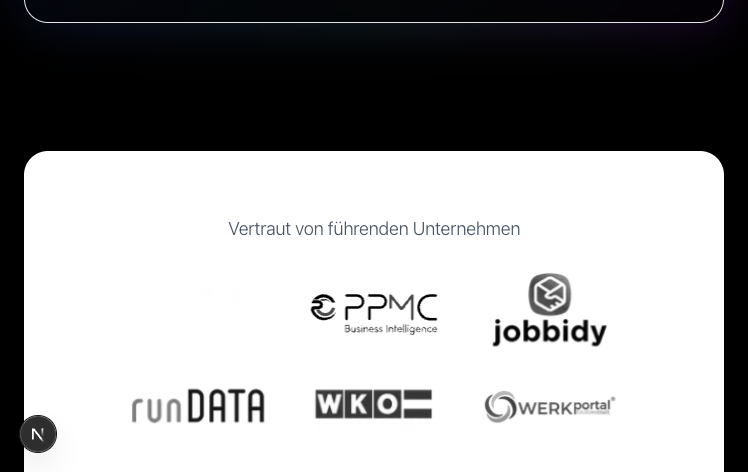 Vertraut von führenden Unternehmen
PPMC
Business Intelligence
jobbidy
runDATA
WKO
WERKportal®
N